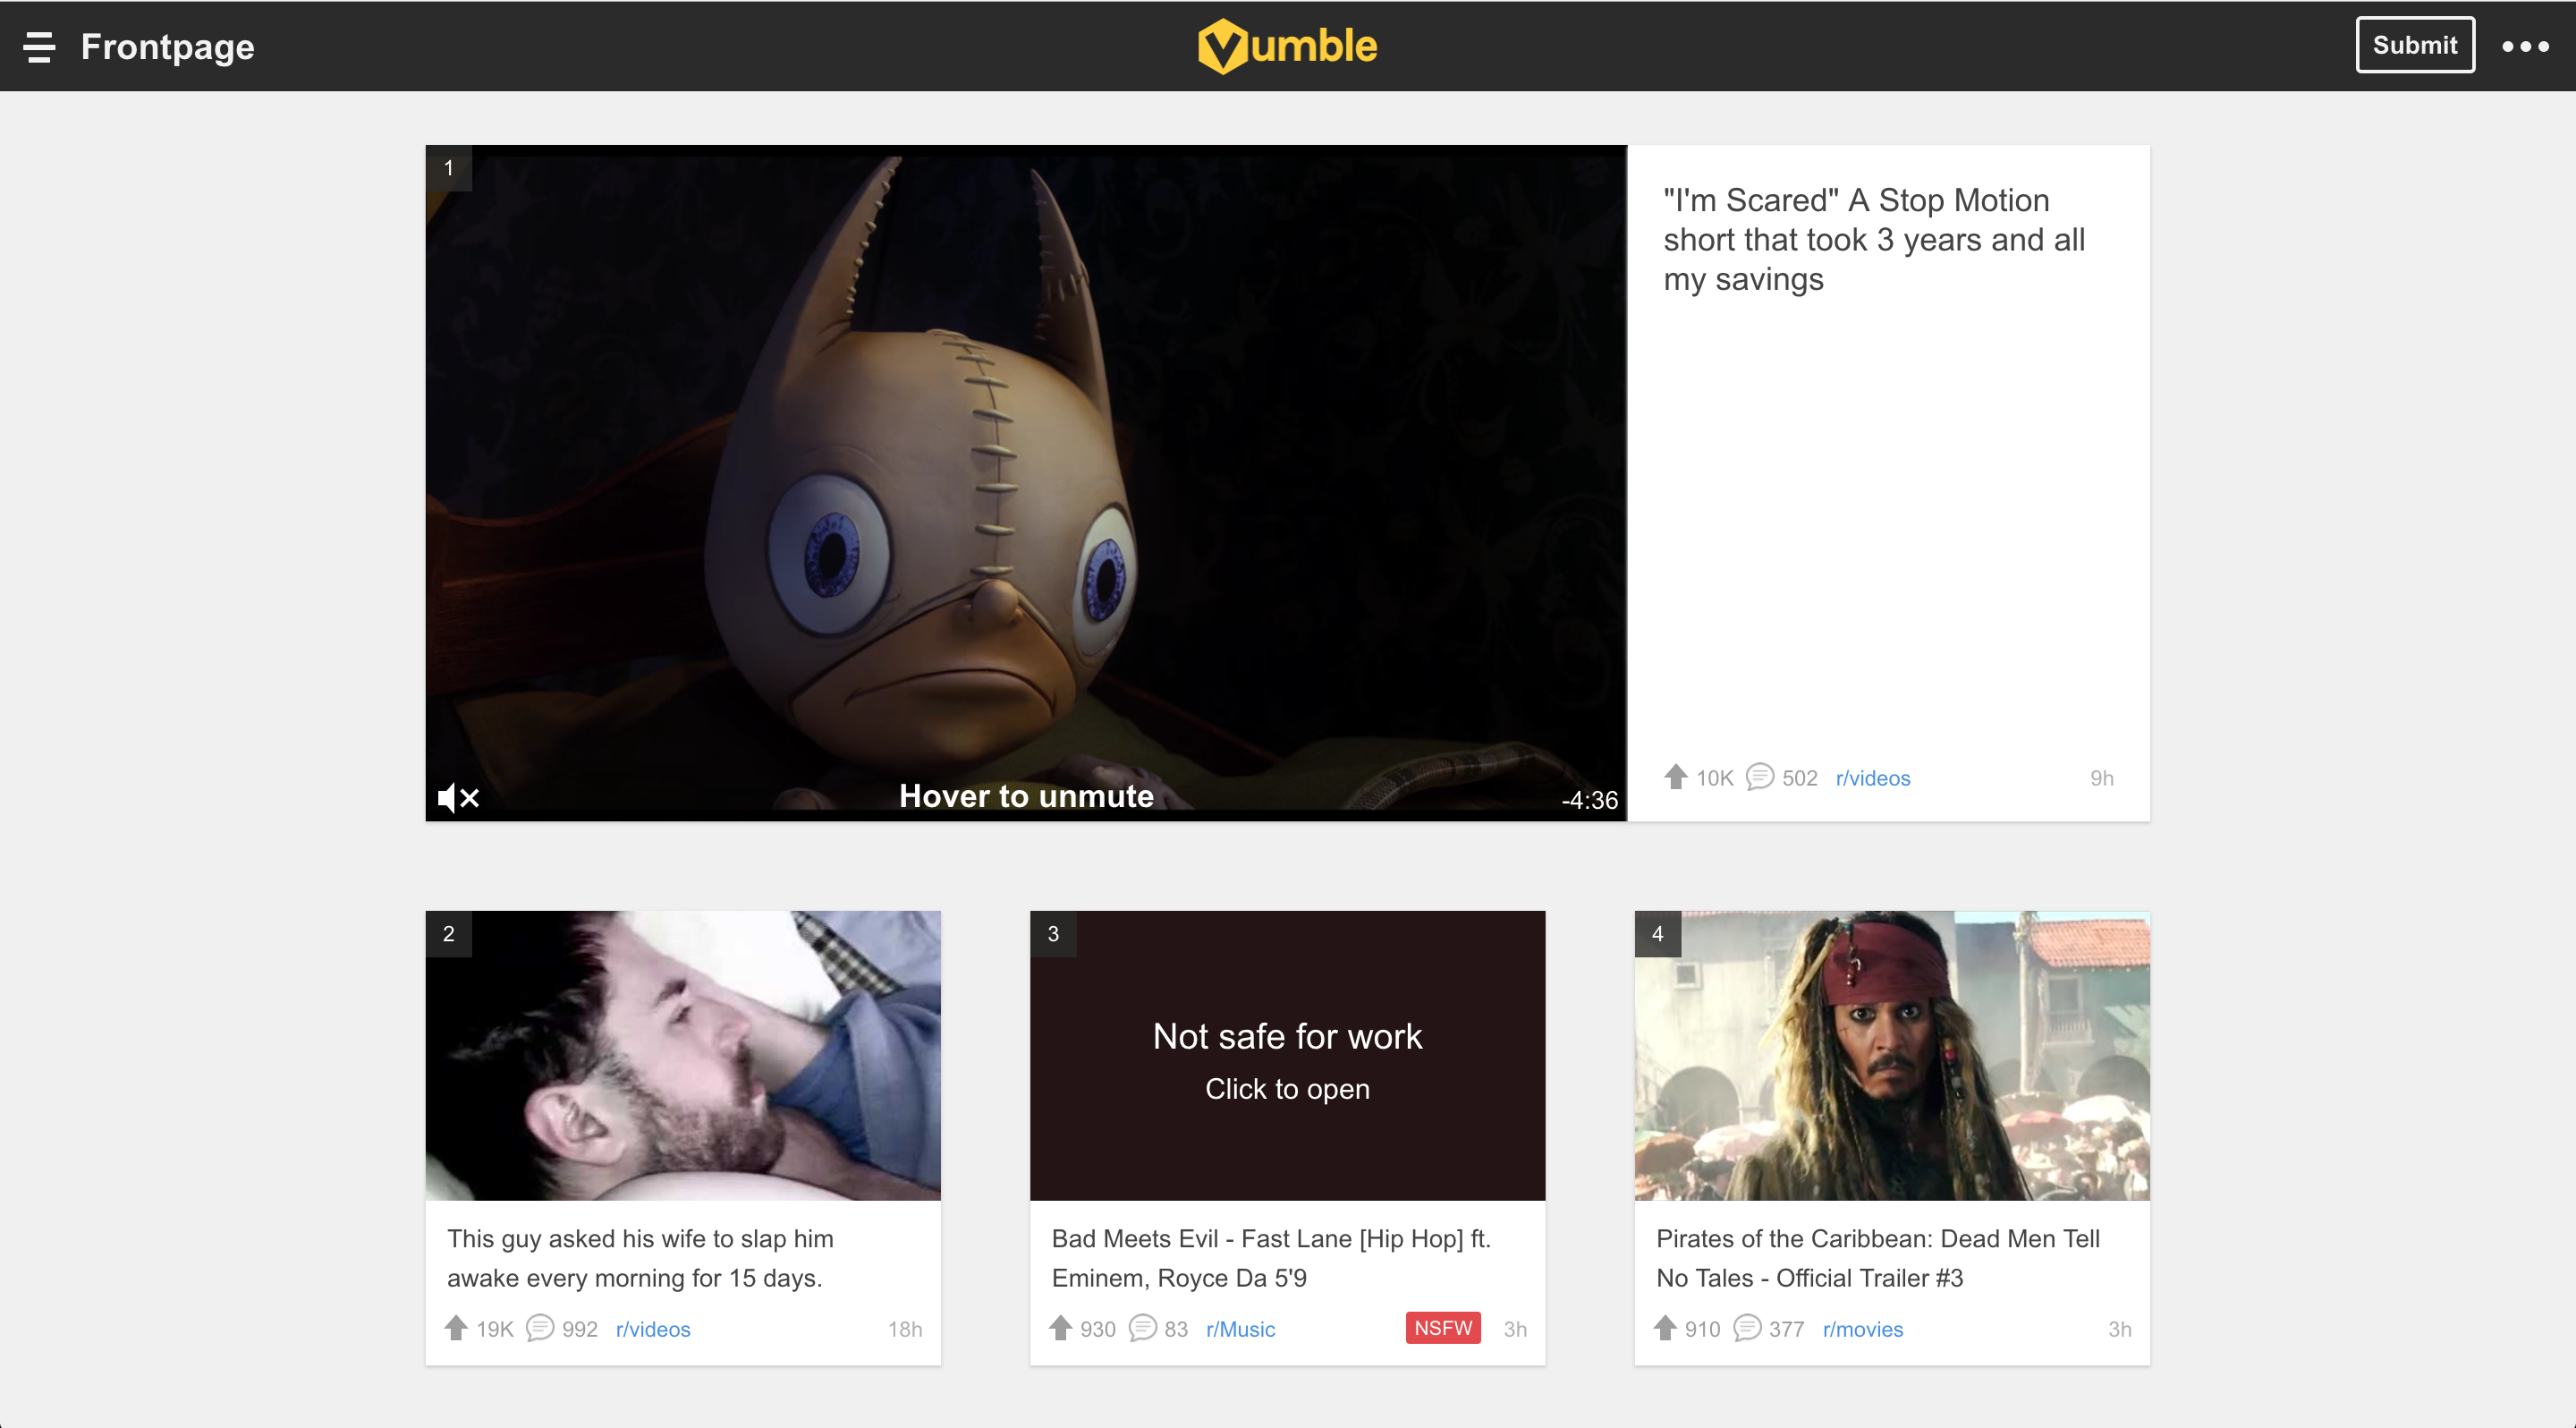 Frontpage
Vumble
Submit
1
"I'm Scared" A Stop Motion
short that took 3 years and all
my savings
Hover to unmute
-4:36
10K 502 r/videos 9h
2
This guy asked his wife to slap him
awake every morning for 15 days.
19K 992 r/videos 18h
3
Not safe for work
Click to open
Bad Meets Evil - Fast Lane [Hip Hop] ft.
Eminem, Royce Da 5'9
930 83 r/Music NSFW 3h
4
Pirates of the Caribbean: Dead Men Tell
No Tales - Official Trailer #3
910 377 r/movies 3h